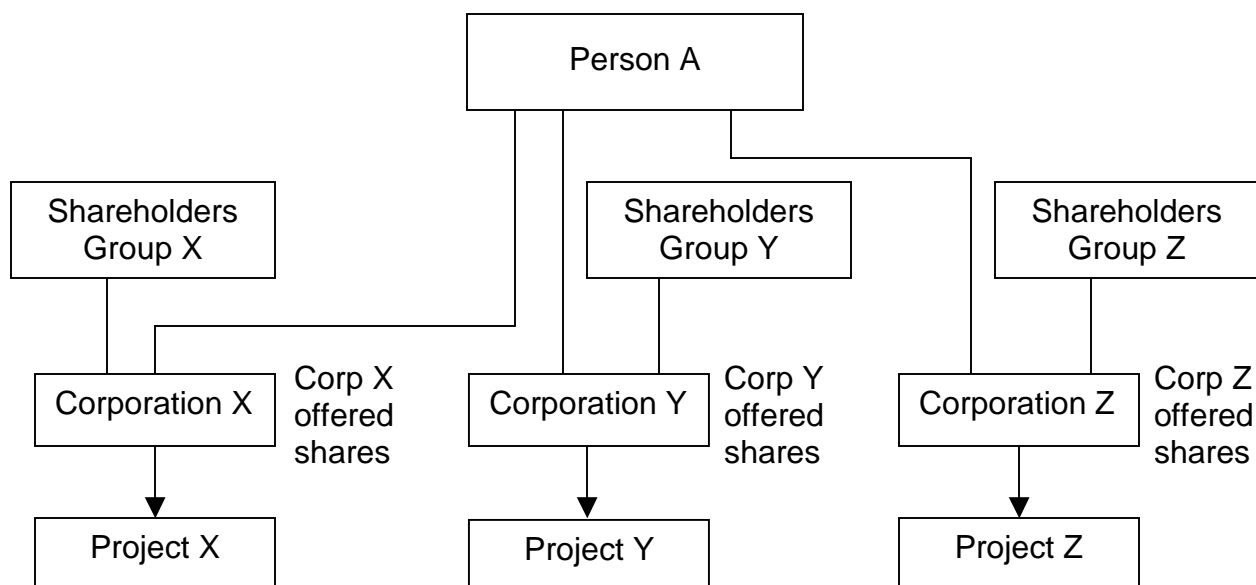 Person A
Shareholders
Group X
Shareholders
Group Y
Shareholders
Group Z
Corporation X
Corp X
offered
shares
Corporation Y
Corp Y
offered
shares
Corporation Z
Corp Z
offered
shares
Project X
Project Y
Project Z